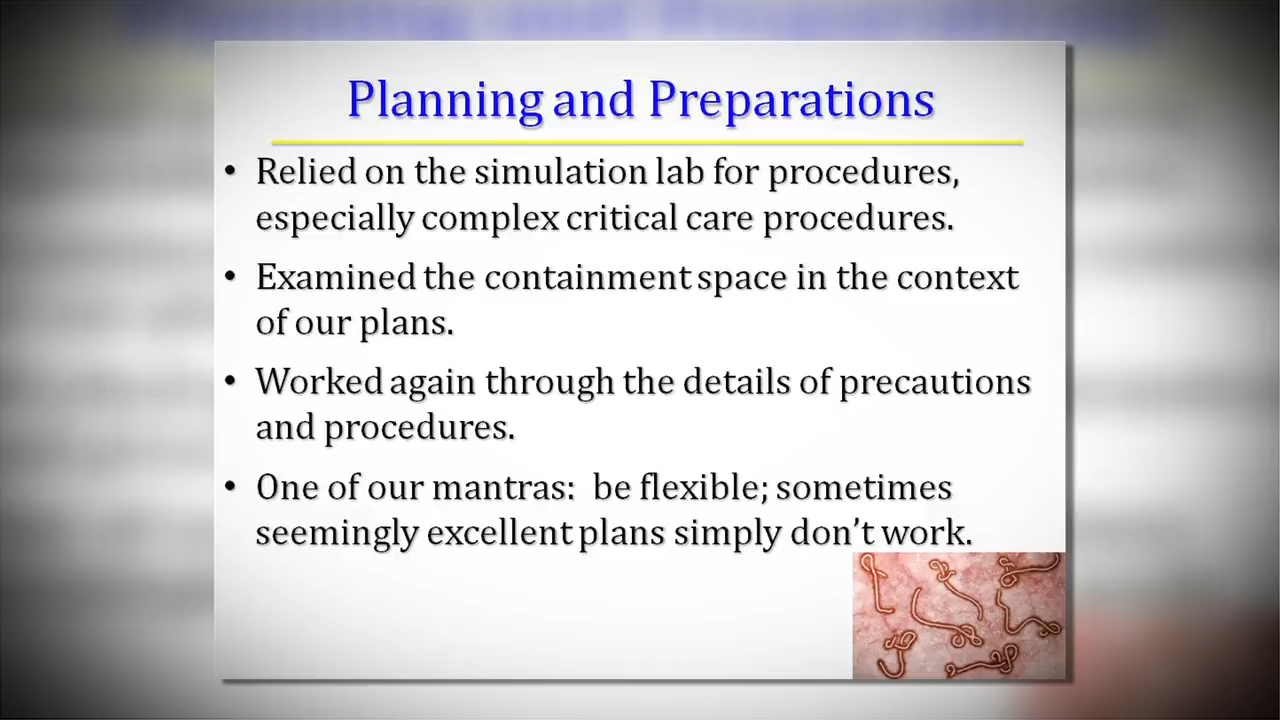 Planning and Preparations
• Relied on the simulation lab for procedures,
especially complex critical care procedures.
• Examined the containment space in the context
of our plans.
• Worked again through the details of precautions
and procedures.
• One of our mantras:  be flexible; sometimes
seemingly excellent plans simply don’t work.